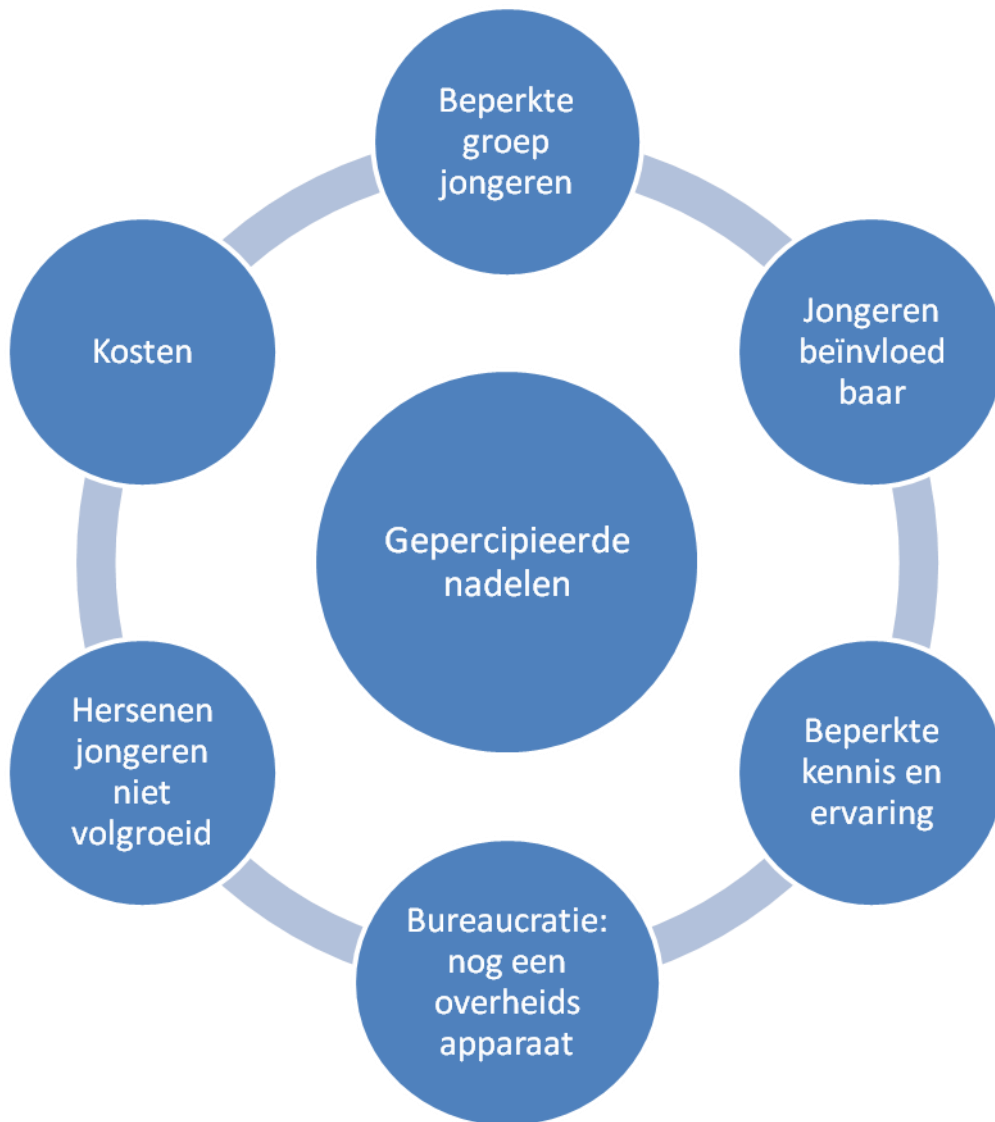 Beperkte
groep
jongeren
Jongeren
beïnvloed
baar
Beperkte
kennis en
ervaring
Bureaucratie:
nog een
overheids
apparaat
Hersenen
jongeren
niet
volgroeid
Kosten
Gepercipieerde
nadelen